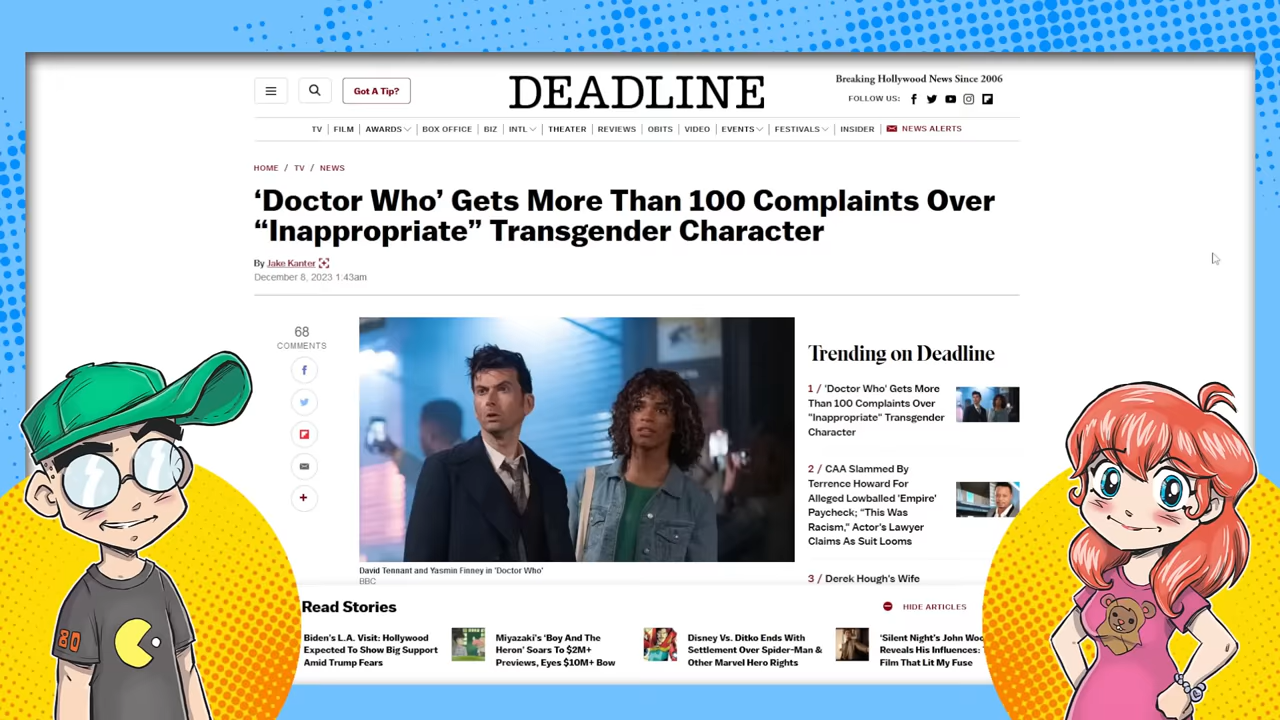 Got A Tip?
DEADLINE
Breaking Hollywood News Since 2006
FOLLOW US:
TV | FILM | AWARDS | BOX OFFICE | BIZ | INTL | THEATER | REVIEWS | OBITS | VIDEO | EVENTS | FESTIVALS | INSIDER | NEWS ALERTS
HOME / TV / NEWS
‘Doctor Who’ Gets More Than 100 Complaints Over
“Inappropriate” Transgender Character
By Jake Kanter
December 8, 2023 1:43am
68
COMMENTS
David Tennant and Yasmin Finney in 'Doctor Who'
BBC
Trending on Deadline
1 / 'Doctor Who' Gets More
Than 100 Complaints Over
“Inappropriate” Transgender
Character
2 / CAA Slammed By
Terrence Howard For
Alleged Lowballed 'Empire'
Paycheck; “This Was
Racism,” Actor's Lawyer
Claims As Suit Looms
3 / Derek Hough's Wife
Read Stories
HIDE ARTICLES
Biden's L.A. Visit: Hollywood
Expected To Show Big Support
Amid Trump Fears
Miyazaki's 'Boy And The
Heron' Soars To $2M+
Previews, Eyes $10M+ Bow
Disney Vs. Ditko Ends With
Settlement Over Spider-Man &
Other Marvel Hero Rights
'Silent Night's John Woo
Reveals His Influences:
Film That Lit My Fuse
80